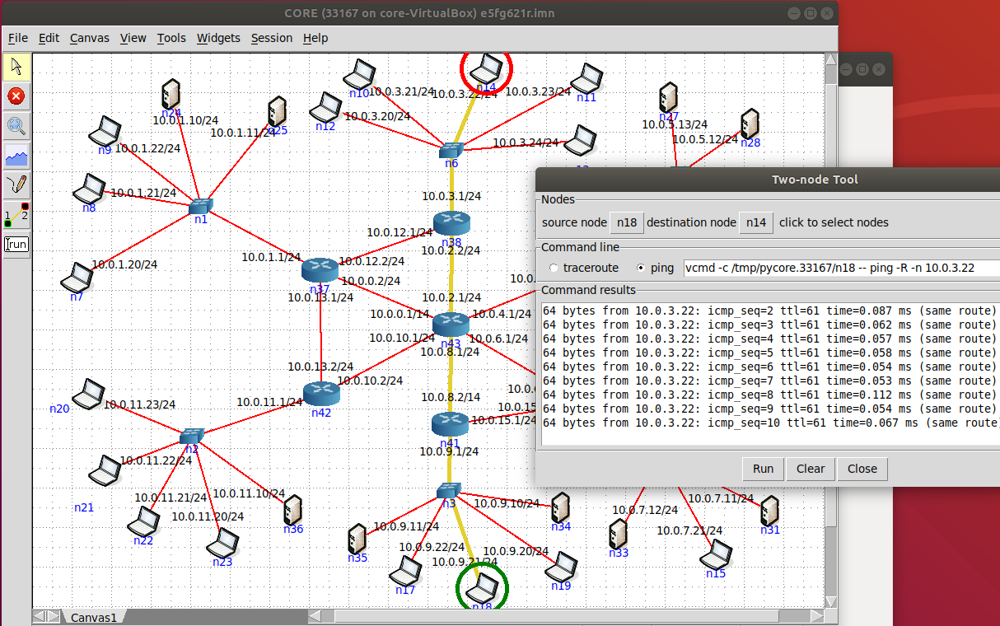 CORE (33167 on core-VirtualBox) e5fg621r.imn
File Edit Canvas View Tools Widgets Session Help
n14
n10
10.0.3.21/24
10.0.3.22/24
10.0.3.23/24
n11
n24
10.0.1.10/24
n12
10.0.3.20/24
n27
10.0.5.13/24
10.0.1.11/24
n25
10.0.5.12/24
n28
n9
10.0.1.22/24
10.0.3.24/24
n6
n8
10.0.1.21/24
n1
10.0.3.1/24
Two-node Tool
Nodes
source node n18 destination node n14 click to select nodes
Command line
traceroute ping vcmd -c /tmp/pycore.33167/n18 -- ping -R -n 10.0.3.22
Command results
64 bytes from 10.0.3.22: icmp_seq=2 ttl=61 time=0.087 ms (same route)
64 bytes from 10.0.3.22: icmp_seq=3 ttl=61 time=0.062 ms (same route)
64 bytes from 10.0.3.22: icmp_seq=4 ttl=61 time=0.057 ms (same route)
64 bytes from 10.0.3.22: icmp_seq=5 ttl=61 time=0.058 ms (same route)
64 bytes from 10.0.3.22: icmp_seq=6 ttl=61 time=0.054 ms (same route)
64 bytes from 10.0.3.22: icmp_seq=7 ttl=61 time=0.053 ms (same route)
64 bytes from 10.0.3.22: icmp_seq=8 ttl=61 time=0.112 ms (same route)
64 bytes from 10.0.3.22: icmp_seq=9 ttl=61 time=0.054 ms (same route)
64 bytes from 10.0.3.22: icmp_seq=10 ttl=61 time=0.067 ms (same route
Run Clear Close
1 2
run
10.0.12.1/24
n38
10.0.2.2/24
10.0.1.20/24
10.0.1.1/24
10.0.12.2/24
n7
n37
10.0.0.2/24
10.0.13.1/24
10.0.2.1/24
10.0.0.1/14
10.0.4.1/24
10.0.10.1/24
n43
10.0.6.1/24
10.0.8.1/24
10.0.13.2/24
10.0.10.2/24
10.0.8.2/14
n20
10.0.11.23/24
10.0.11.1/24
n42
10.0.15.1/24
10.0.15
n2
n41
10.0.9.1/24
10.0.11.22/24
n21
10.0.11.21/24
10.0.11.10/24
n3
10.0.9.10/24
10.0.7.11/24
10.0.7.12/24
10.0.11.20/24
n22
n36
10.0.9.11/24
n34
10.0.7.21/24
n31
n23
n35
10.0.9.22/24
10.0.9.20/24
n33
10.0.9.21/24
n17
n19
n15
n18
Canvas1